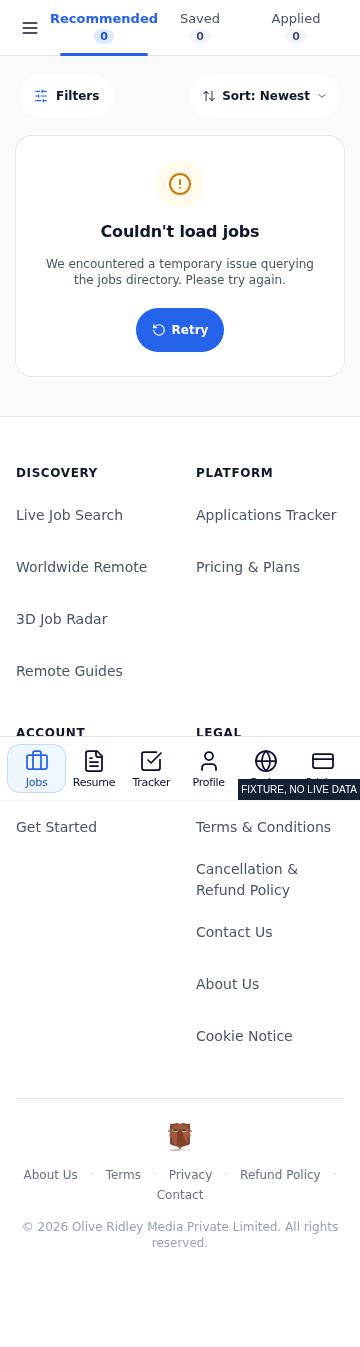 Recommended Saved Applied
0 0 0
Filters Sort: Newest
Couldn't load jobs
We encountered a temporary issue querying
the jobs directory. Please try again.
Retry
DISCOVERY PLATFORM
Live Job Search Applications Tracker
Worldwide Remote Pricing & Plans
3D Job Radar
Remote Guides
ACCOUNT LEGAL
Jobs Resume Tracker Profile
FIXTURE, NO LIVE DATA
Get Started Terms & Conditions
Cancellation &
Refund Policy
Contact Us
About Us
Cookie Notice
About Us · Terms · Privacy · Refund Policy ·
Contact
© 2026 Olive Ridley Media Private Limited. All rights
reserved.